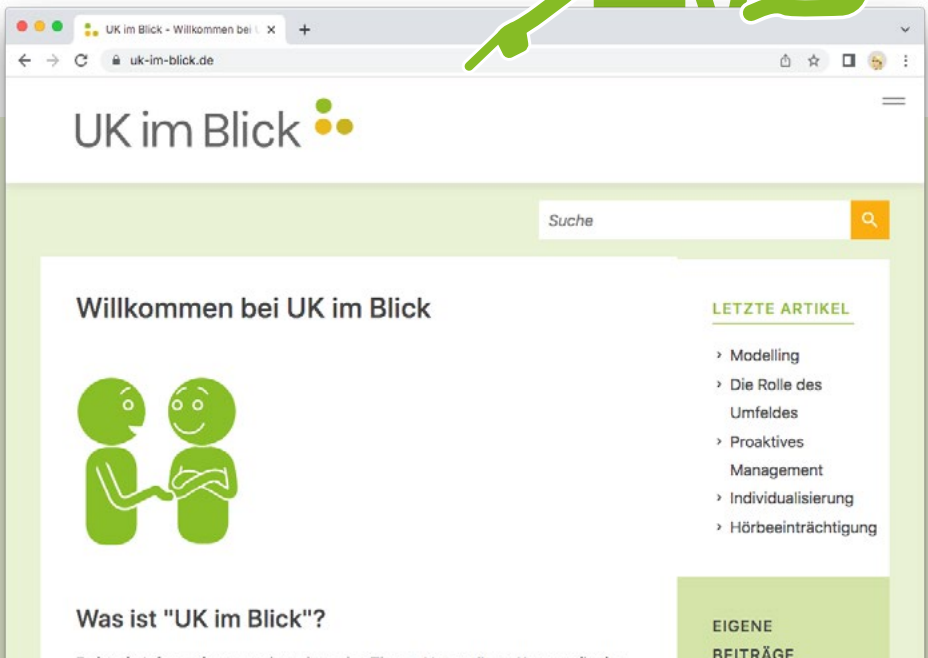 UK im Blick - Willkommen bei
uk-im-blick.de
UK im Blick
Suche
Willkommen bei UK im Blick
Was ist "UK im Blick"?
LETZTE ARTIKEL
Modelling
Die Rolle des
Umfeldes
Proaktives
Management
Individualisierung
Hörbeeinträchtigung
EIGENE
BEITRÄGE